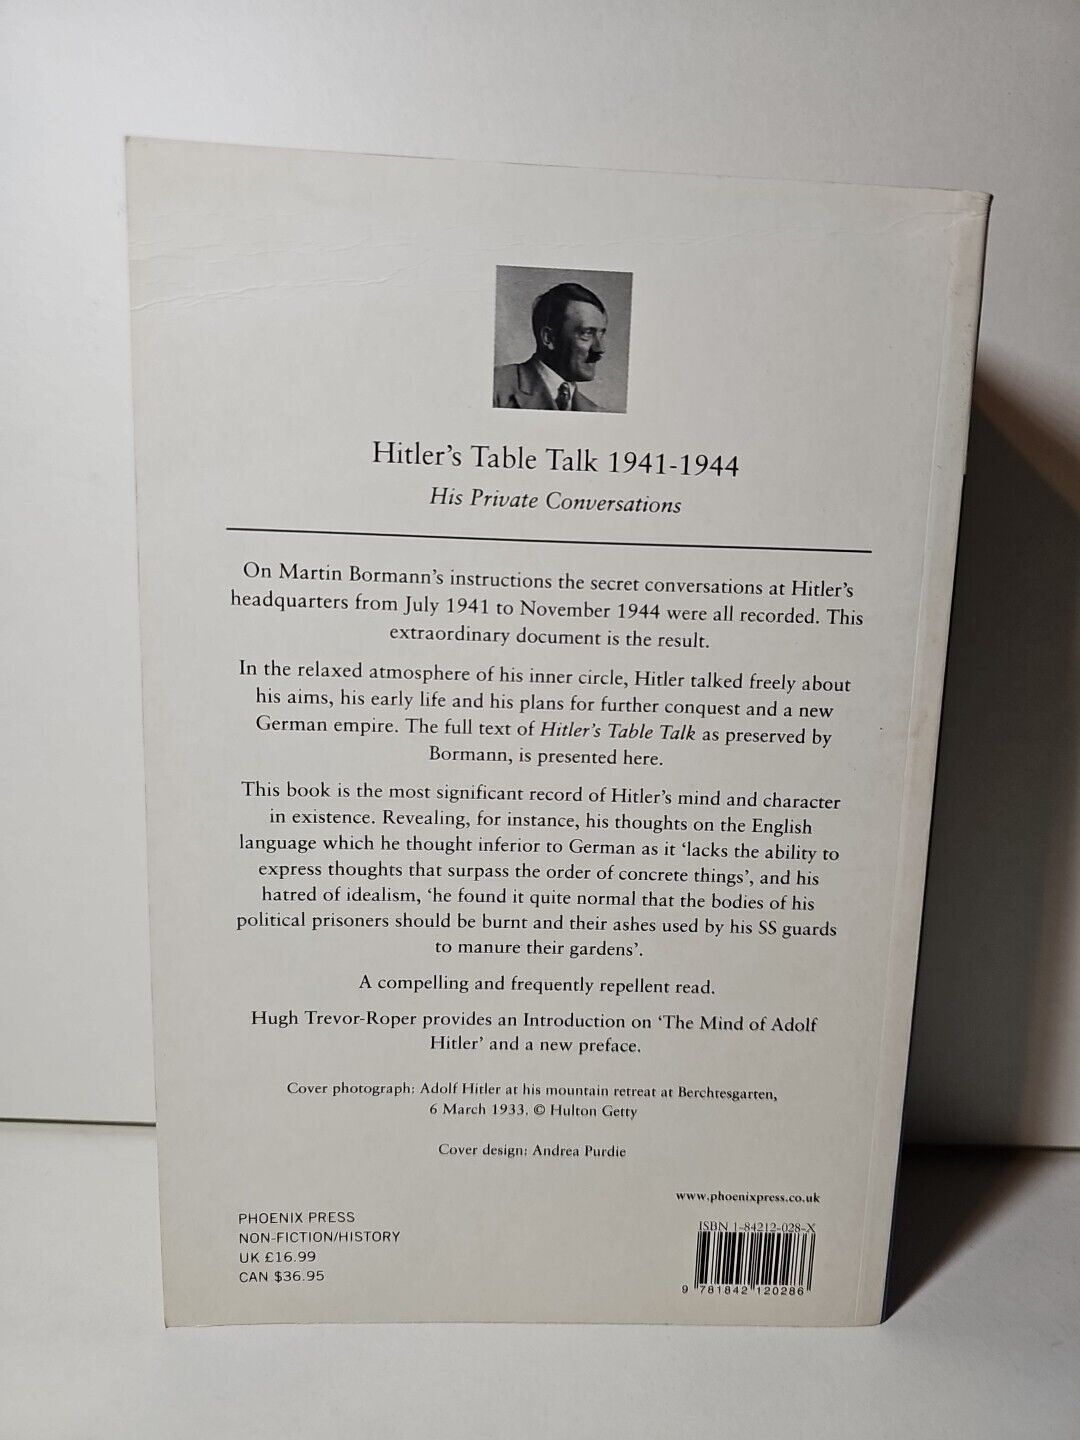 Hitler's Table Talk 1941-1944
His Private Conversations
On Martin Bormann's instructions the secret conversations at Hitler's
headquarters from July 1941 to November 1944 were all recorded. This
extraordinary document is the result.
In the relaxed atmosphere of his inner circle, Hitler talked freely about
his aims, his early life and his plans for further conquest and a new
German empire. The full text of Hitler's Table Talk as preserved by
Bormann, is presented here.
This book is the most significant record of Hitler's mind and character
in existence. Revealing, for instance, his thoughts on the English
language which he thought inferior to German as it 'lacks the ability to
express thoughts that surpass the order of concrete things', and his
hatred of idealism, 'he found it quite normal that the bodies of his
political prisoners should be burnt and their ashes used by his SS guards
to manure their gardens'.
A compelling and frequently repellent read.
Hugh Trevor-Roper provides an Introduction on 'The Mind of Adolf
Hitler' and a new preface.
Cover photograph: Adolf Hitler at his mountain retreat at Berchtesgarten,
6 March 1933. © Hulton Getty
Cover design: Andrea Purdie
www.phoenixpress.co.uk
PHOENIX PRESS
NON-FICTION/HISTORY
UK £16.99
CAN $36.95
ISBN 1-84212-028-X
9 781842 120286